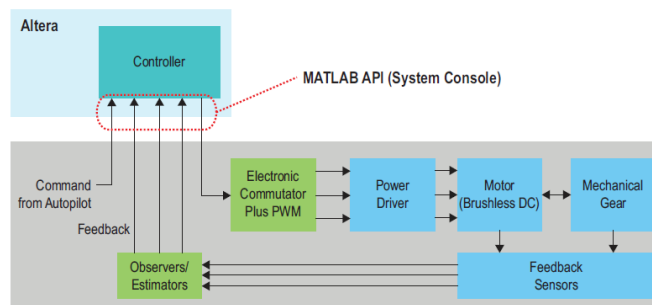 Altera
Controller
MATLAB API (System Console)
Command
from Autopilot
Feedback
Electronic
Commutator
Plus PWM
Power
Driver
Motor
(Brushless DC)
Mechanical
Gear
Observers/
Estimators
Feedback
Sensors